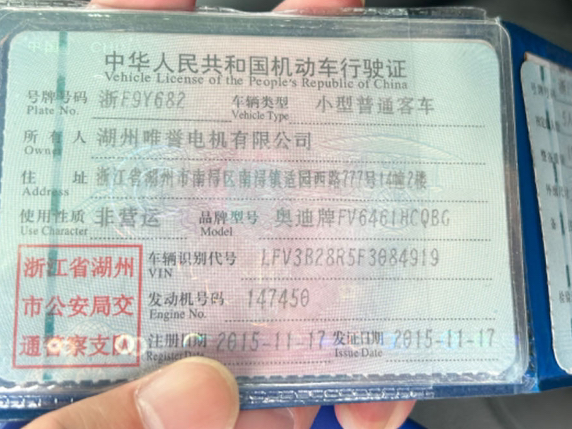 中华人民共和国机动车行驶证
Vehicle License of the People's Republic of China
号牌号码 浙F9Y682 车辆类型 小型普通客车
Plate No. Vehicle Type
所有人 湖州唯誉电机有限公司
Owner
住址 浙江省湖州市南浔区南浔镇适园西路777号14幢2楼
Address
使用性质 非营运 品牌型号 奥迪牌FV6461HCQBG
Use Character Model
浙江省湖州 车辆识别代号 LFV3B28R5F3084919
VIN
市公安局交 发动机号码 147450
Engine No.
通警察支队 注册日期 2015-11-17 发证日期 2015-11-17
Register Date Issue Date